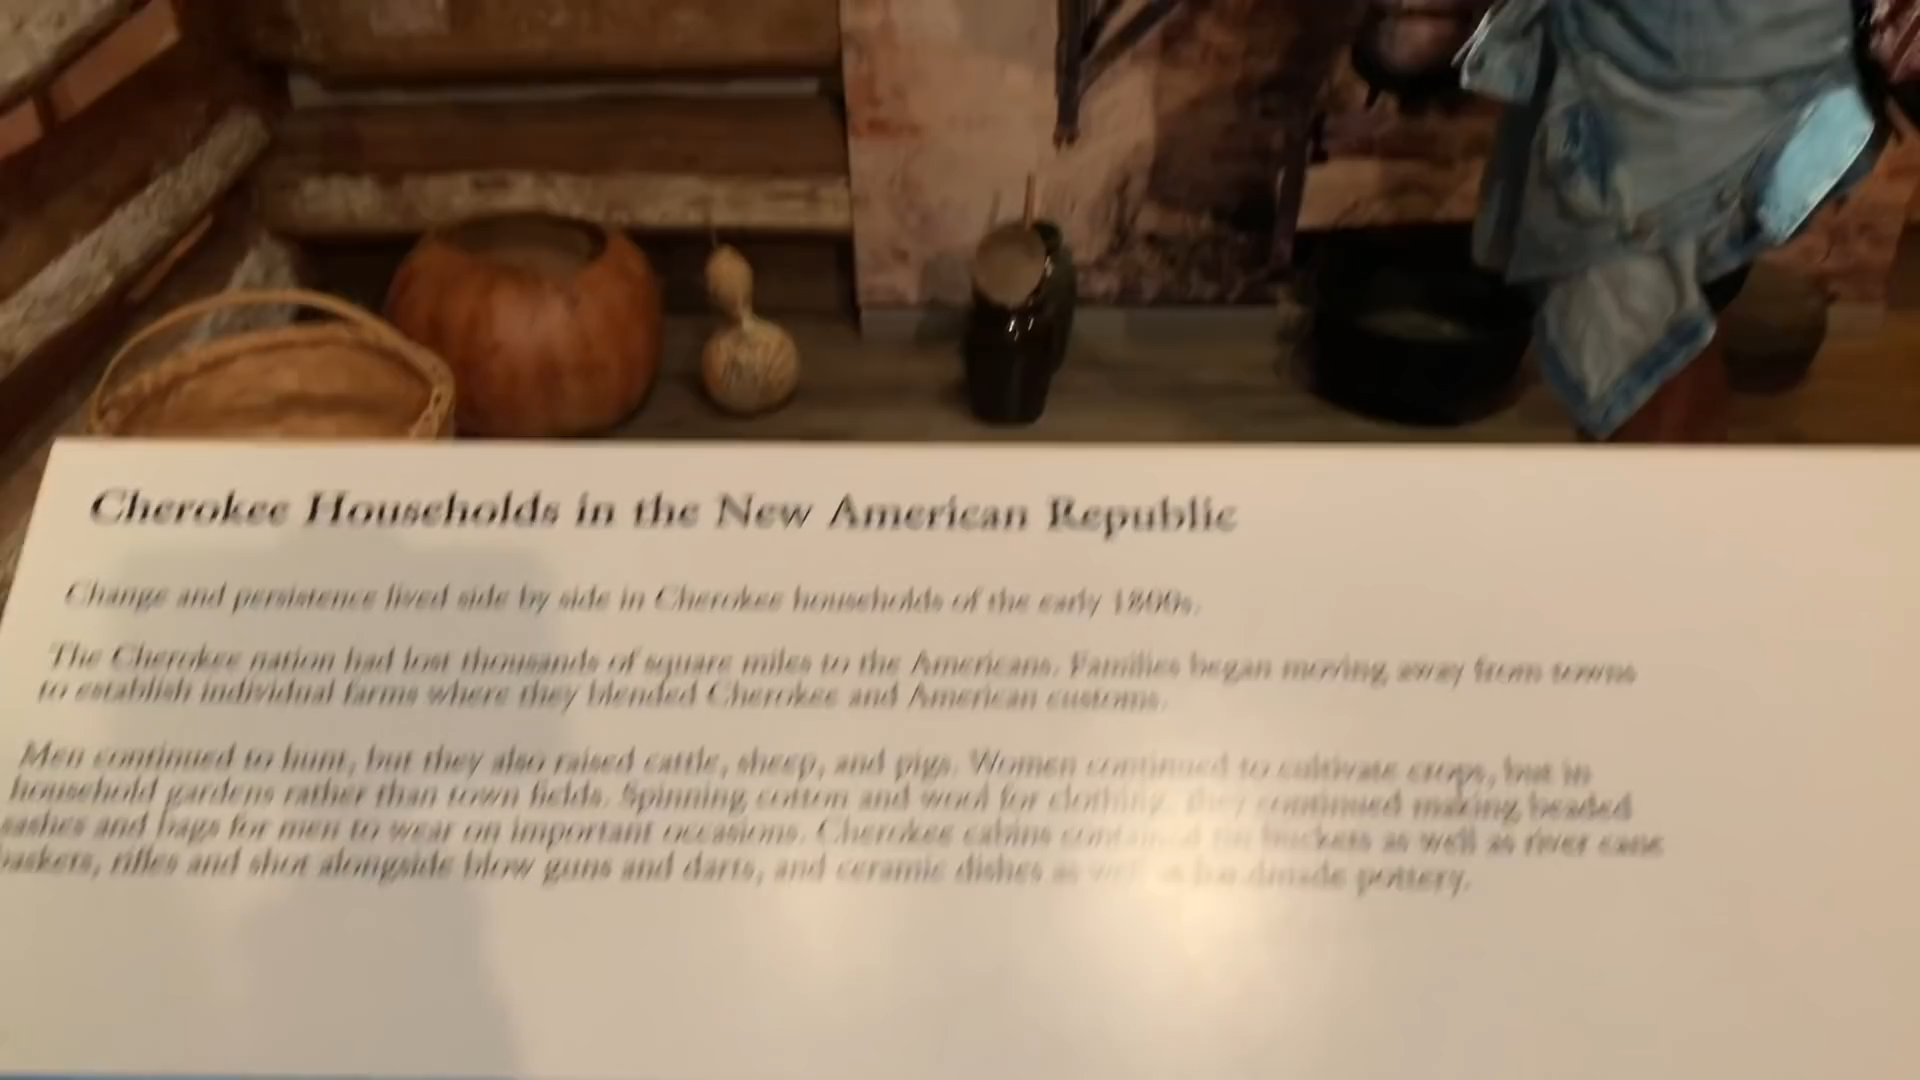 Cherokee Households in the New American Republic
Change and persistence lived side by side in Cherokee households of the early 1800s.
The Cherokee nation had lost thousands of square miles to the Americans. Families began moving away from towns
to establish individual farms where they blended Cherokee and American customs.
Men continued to hunt, but they also raised cattle, sheep, and pigs. Women continued to cultivate crops, but in
household gardens rather than town fields. Spinning cotton and wool for clothing, they continued making beaded
sashes and bags for men to wear on important occasions. Cherokee cabins contained tin buckets as well as river cane
baskets, rifles and shot alongside blow guns and darts, and ceramic dishes as well as handmade pottery.